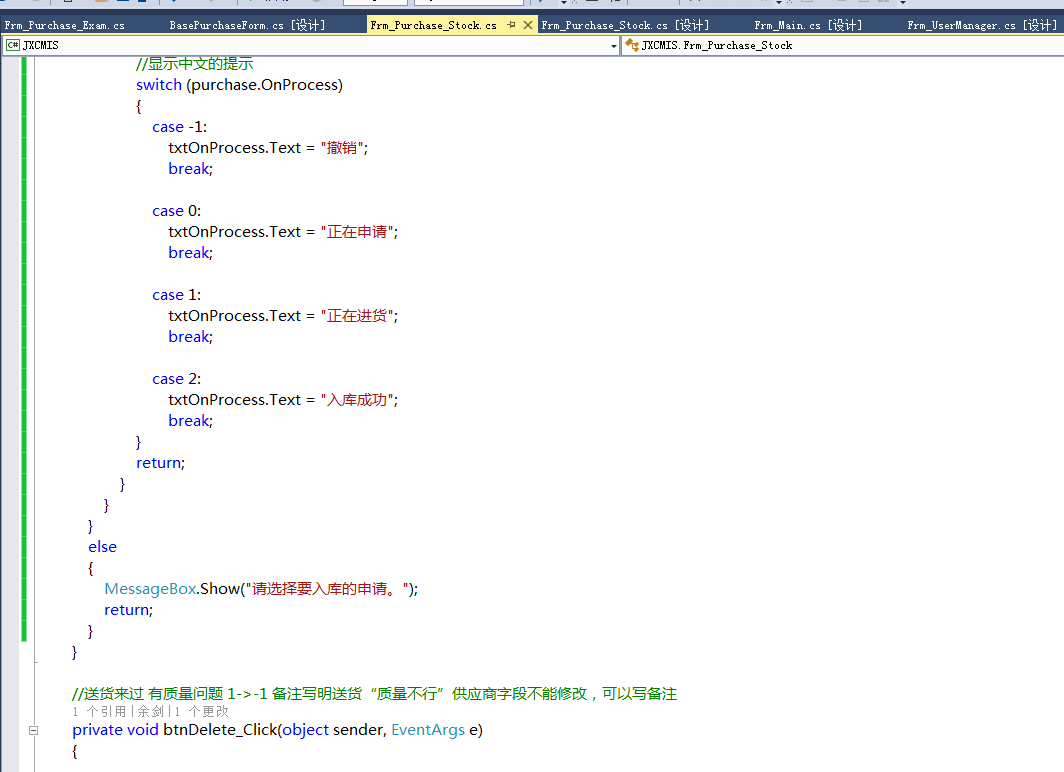 Frm_Purchase_Exam.cs BasePurchaseForm.cs [设计] Frm_Purchase_Stock.cs Frm_Purchase_Stock.cs [设计] Frm_Main.cs [设计] Frm_UserManager.cs [设计]
C# JXCMIS JXCMIS.Frm_Purchase_Stock
//显示中文的提示
switch (purchase.OnProcess)
{
case -1:
txtOnProcess.Text = "撤销";
break;
case 0:
txtOnProcess.Text = "正在申请";
break;
case 1:
txtOnProcess.Text = "正在进货";
break;
case 2:
txtOnProcess.Text = "入库成功";
break;
}
return;
}
}
}
else
{
MessageBox.Show("请选择要入库的申请。");
return;
}
}
//送货来过 有质量问题 1->-1 备注写明送货“质量不行”供应商字段不能修改，可以写备注
1 个引用|余剑|1 个更改
private void btnDelete_Click(object sender, EventArgs e)
{